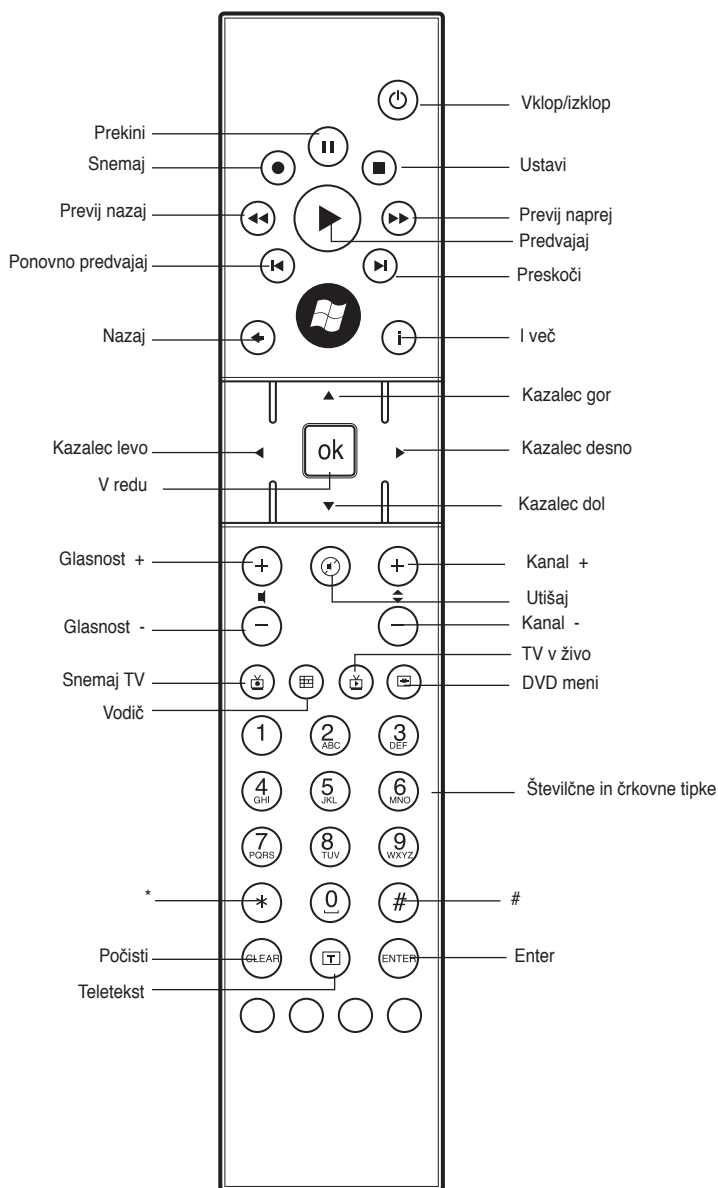 Vklop/izklop
Prekini
Snemaj
Ustavi
Previj nazaj
Previj naprej
Predvajaj
Ponovno predvajaj
Preskoči
Nazaj
i
I več
Kazalec gor
Kazalec levo
ok
Kazalec desno
V redu
Kazalec dol
Glasnost +
+
+
Kanal +
Utišaj
Glasnost -
−
−
Kanal -
TV v živo
Snemaj TV
DVD meni
Vodič
1
2
ABC
3
DEF
4
GHI
5
JKL
6
MNO
Številčne in črkovne tipke
7
PQRS
8
TUV
9
WXYZ
*
*
0
#
#
Počisti
CLEAR
T
ENTER
Enter
Teletekst